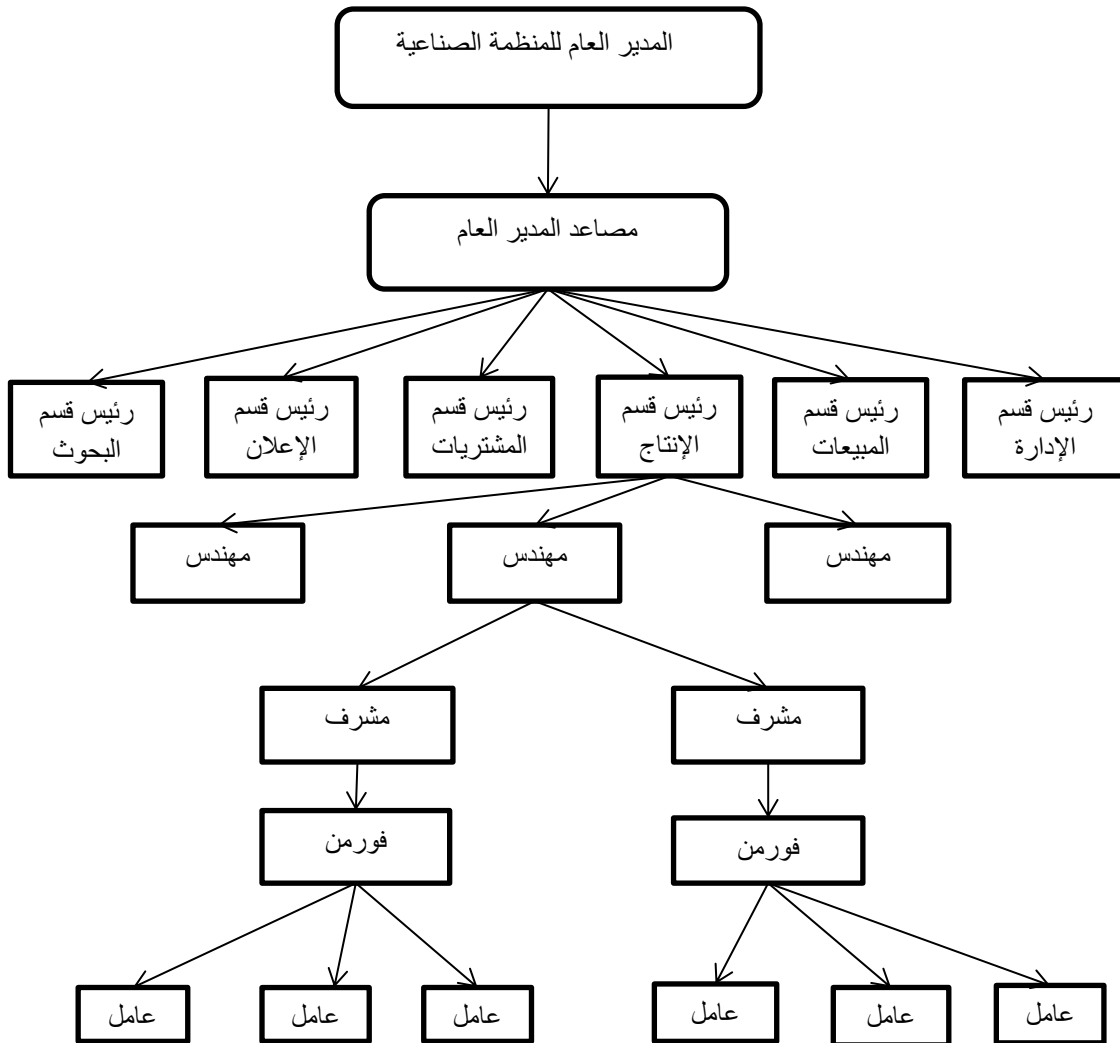 المدير العام للمنظمة الصناعية
مصاعد المدير العام
رئيس قسم
الإدارة
رئيس قسم
المبيعات
رئيس قسم
الإنتاج
رئيس قسم
المشتريات
رئيس قسم
الإعلان
رئيس قسم
البحوث
مهندس
مهندس
مهندس
مشرف
مشرف
فورمن
فورمن
عامل
عامل
عامل
عامل
عامل
عامل